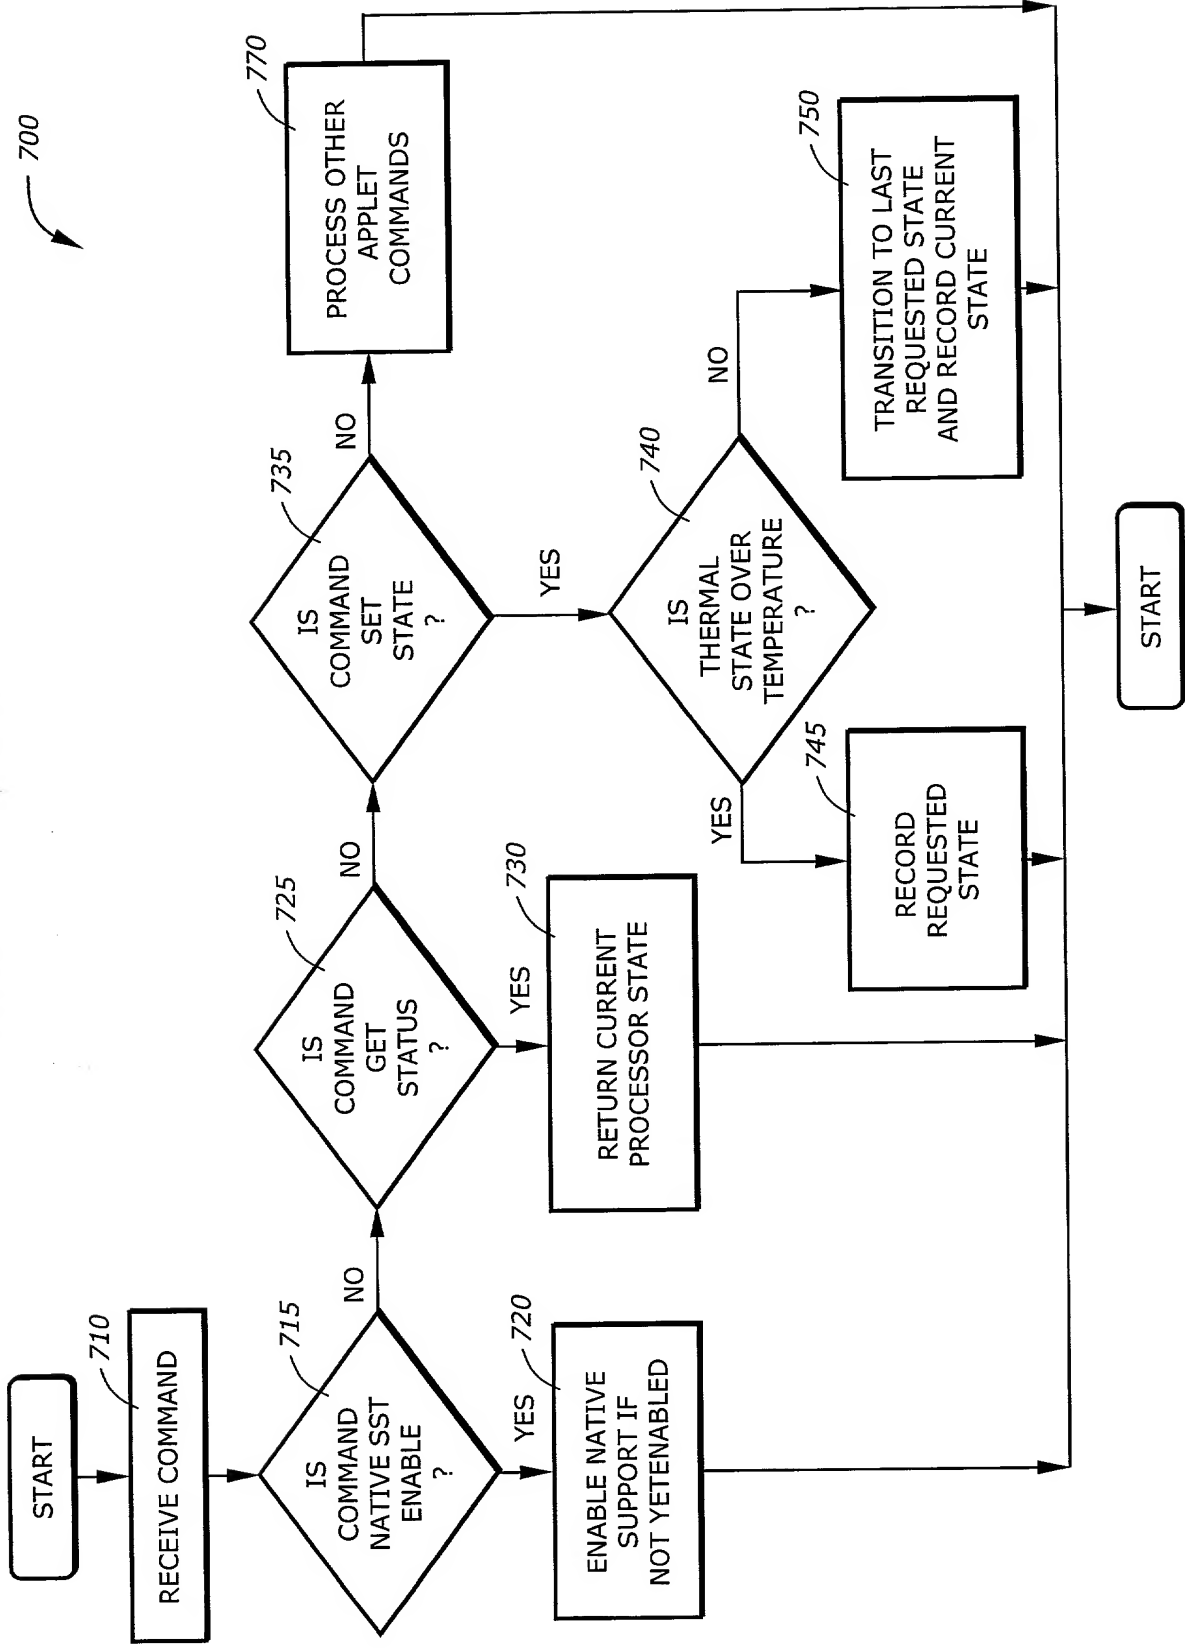 700
START
710
RECEIVE COMMAND
715
IS
COMMAND
NATIVE SST
ENABLE
?
NO
YES
720
ENABLE NATIVE
SUPPORT IF
NOT YETENABLED
725
IS
COMMAND
GET
STATUS
?
NO
YES
730
RETURN CURRENT
PROCESSOR STATE
735
IS
COMMAND
SET
STATE
?
NO
YES
770
PROCESS OTHER
APPLET
COMMANDS
740
IS
THERMAL
STATE OVER
TEMPERATURE
?
YES
NO
745
RECORD
REQUESTED
STATE
750
TRANSITION TO LAST
REQUESTED STATE
AND RECORD CURRENT
STATE
START